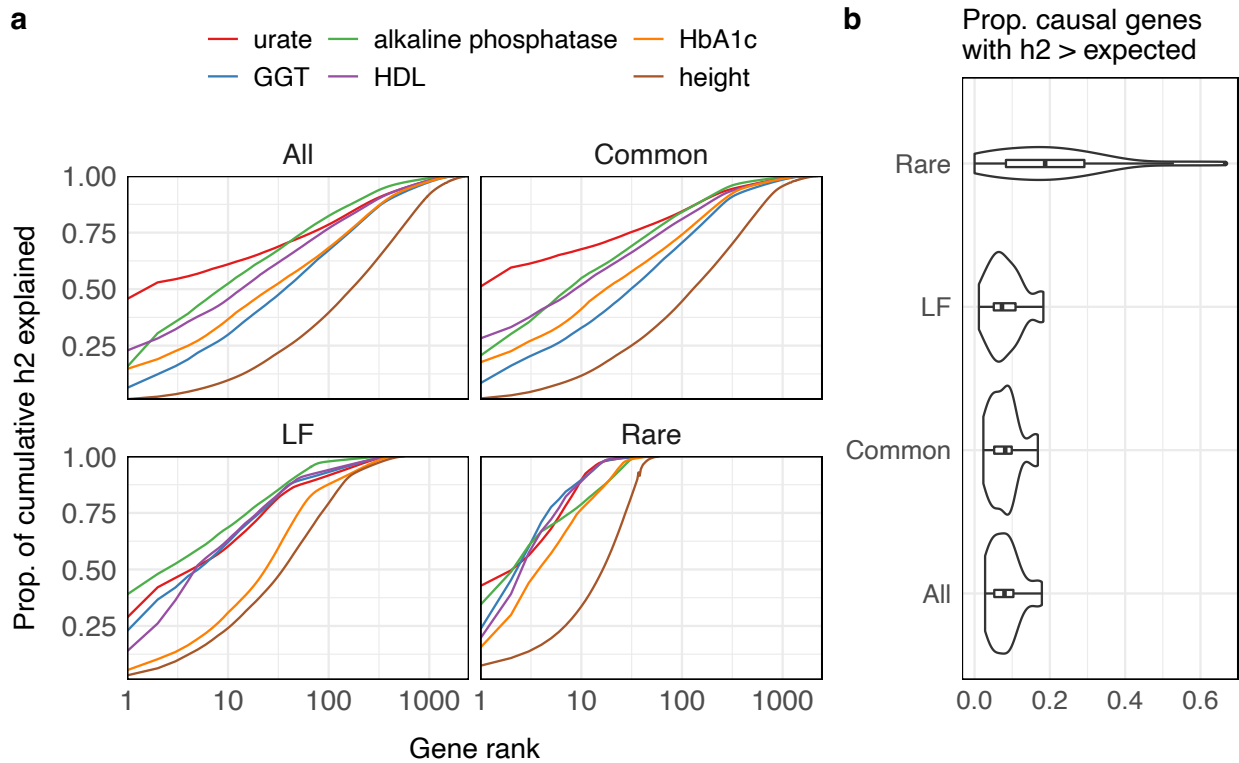 a
urate
alkaline phosphatase
HbA1c
GGT
HDL
height
All
Common
1.00
0.75
0.50
0.25
LF
Rare
1.00
0.75
0.50
0.25
1 10 100 1000 1 10 100 1000
Prop. of cumulative h2 explained
Gene rank
b
Prop. causal genes
with h2 > expected
Rare
LF
Common
All
0.0 0.2 0.4 0.6